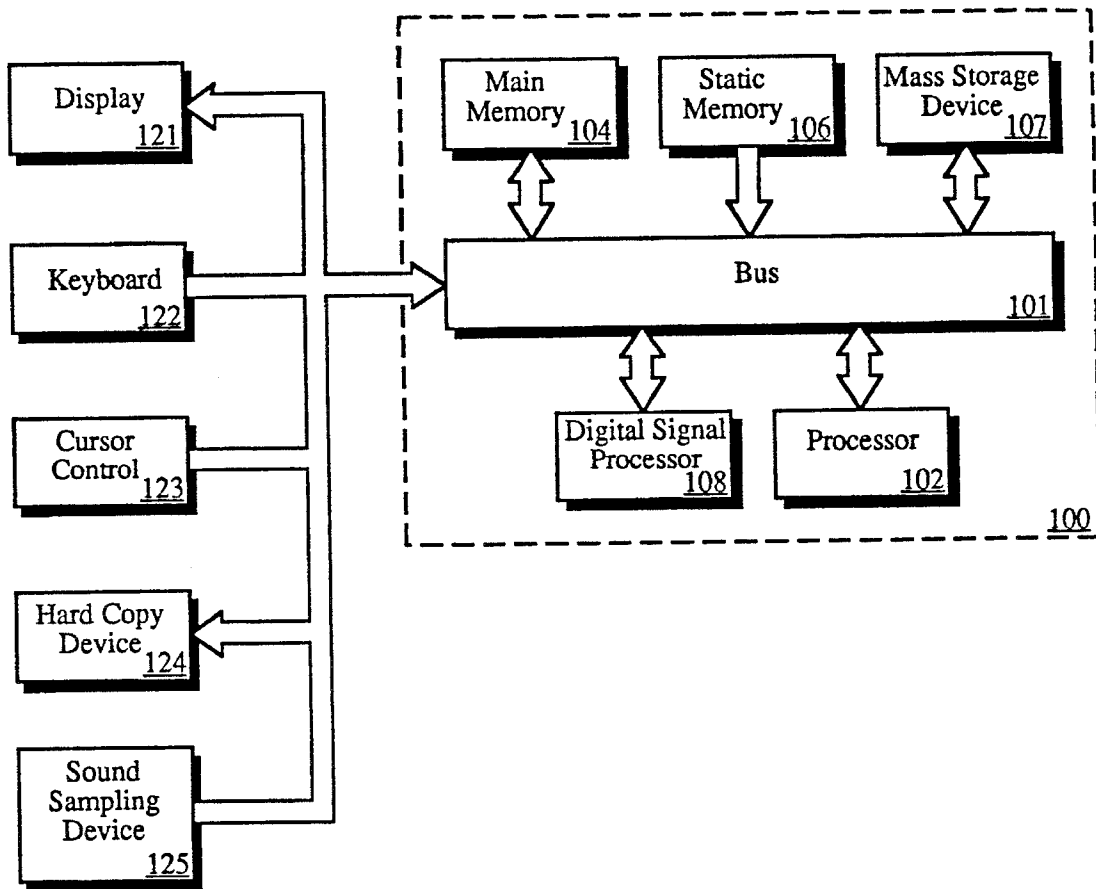 Display
121
Keyboard
122
Cursor
Control
123
Hard Copy
Device
124
Sound
Sampling
Device
125
Main
Memory
104
Static
Memory
106
Mass Storage
Device
107
Bus
101
Digital Signal
Processor
108
Processor
102
100